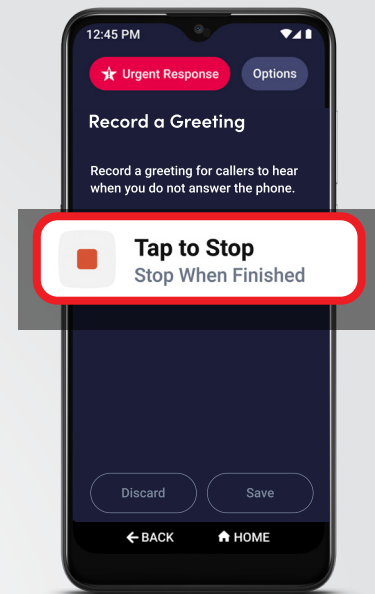 12:45 PM
Urgent Response
Options
Record a Greeting
Record a greeting for callers to hear
when you do not answer the phone.
Tap to Stop
Stop When Finished
Discard
Save
BACK
HOME